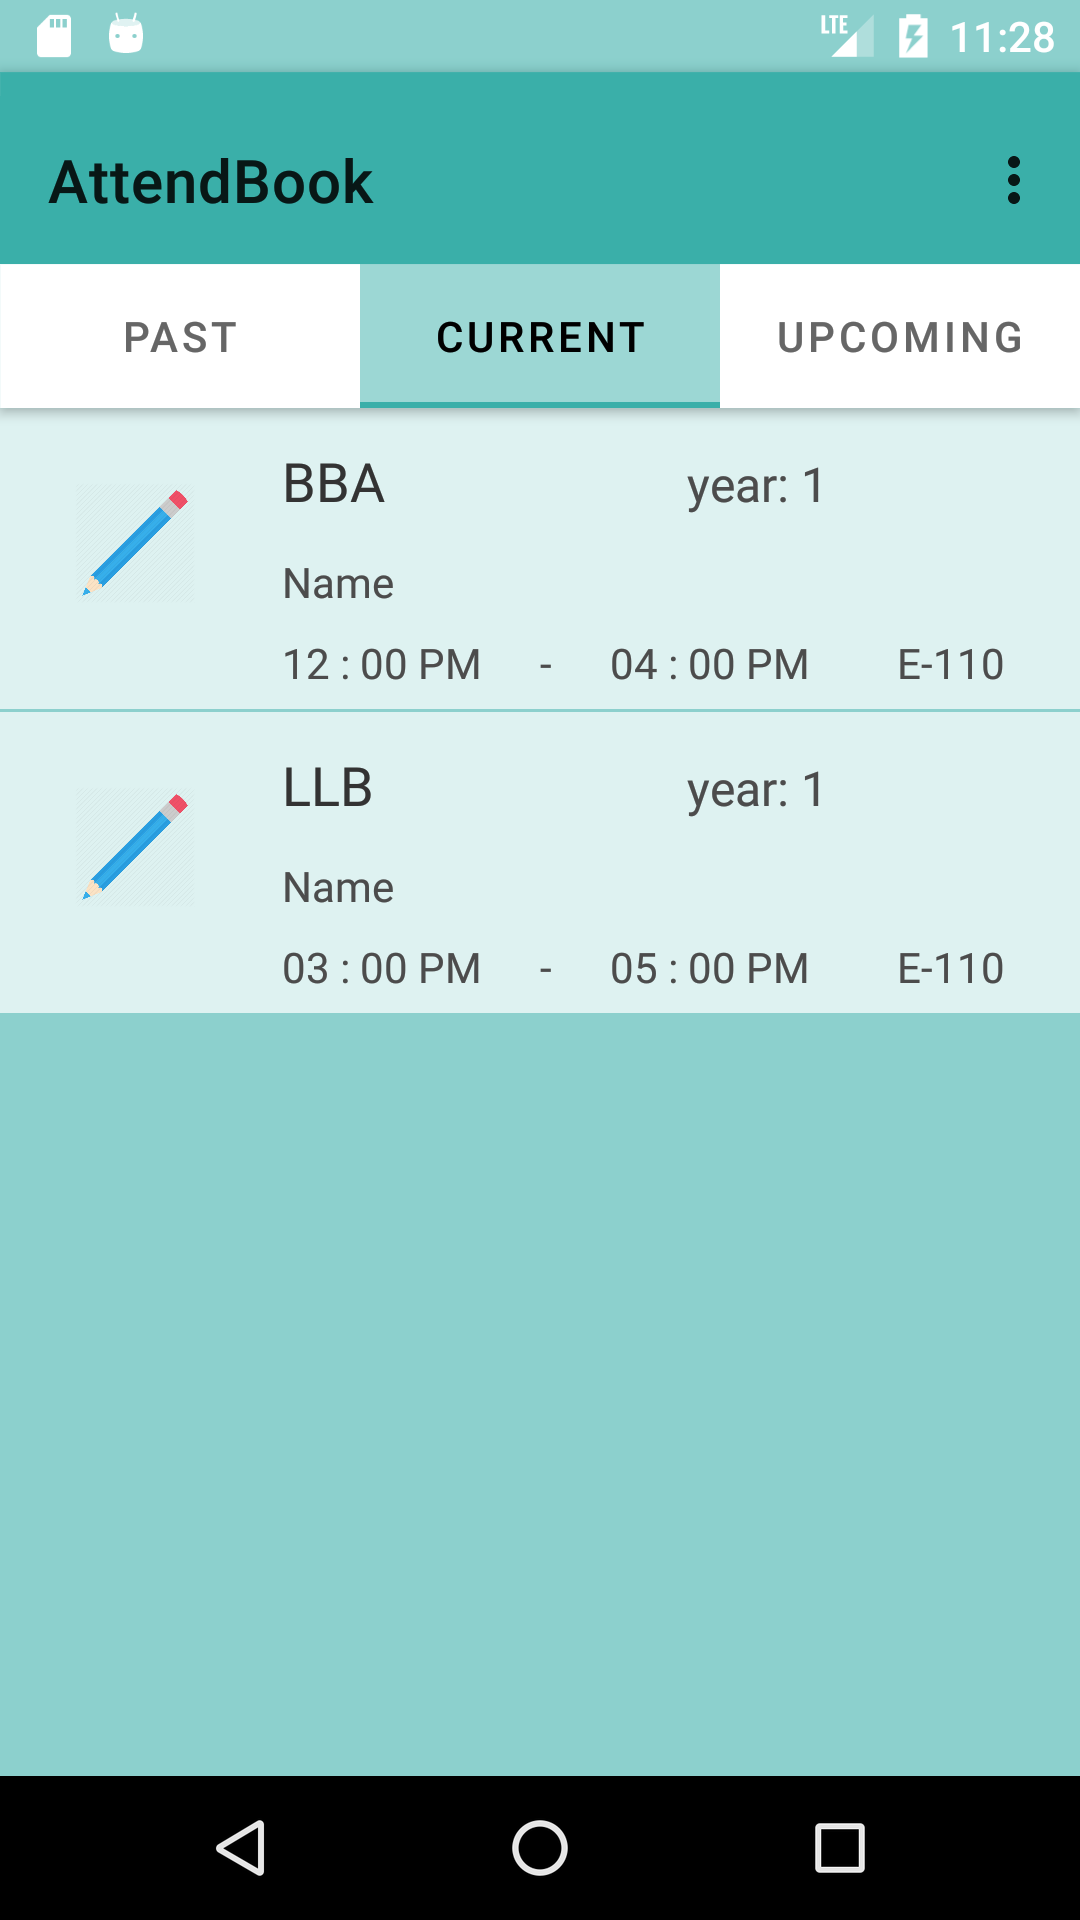 LTE 11:28
AttendBook
PAST CURRENT UPCOMING
BBA year: 1
Name
12 : 00 PM - 04 : 00 PM E-110
LLB year: 1
Name
03 : 00 PM - 05 : 00 PM E-110